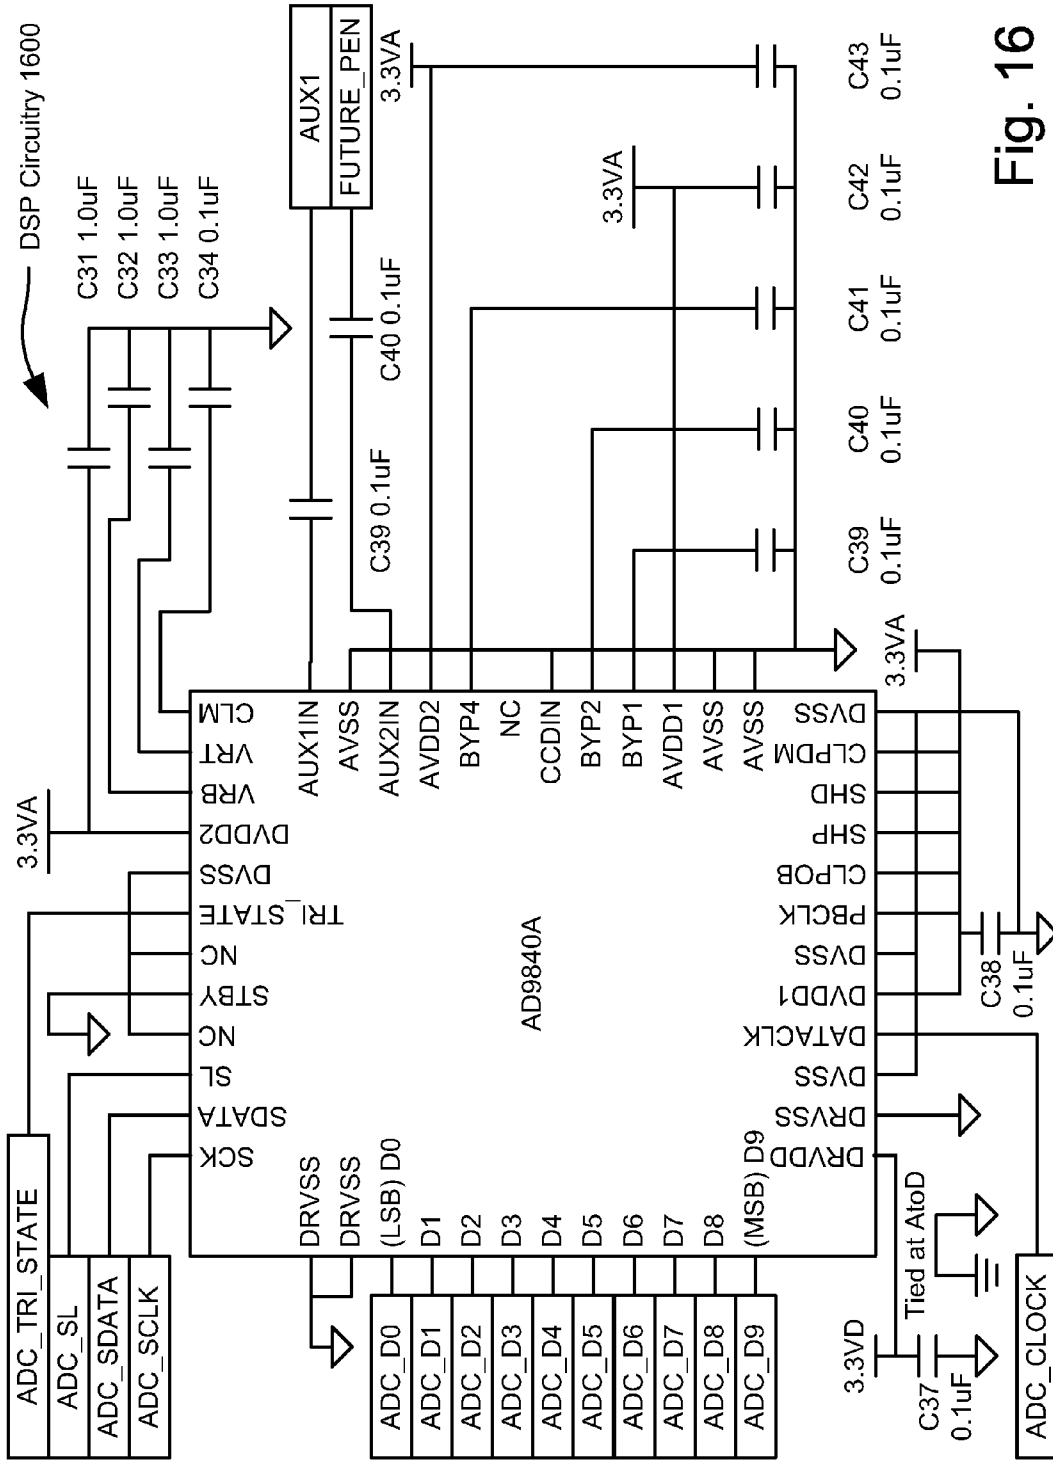 DSP Circuitry 1600
ADC_TRI_STATE
ADC_SL
ADC_SDATA
ADC_SCLK
3.3VA
C31 1.0uF
C32 1.0uF
C33 1.0uF
C34 0.1uF
SCK
SDATA
SL
NC
STBY
NC
TRI_STATE
DVSS
DVDD2
VRB
VRT
CLM
AUX1
FUTURE_PEN
C39 0.1uF
C40 0.1uF
DRVSS
DRVSS
(LSB) D0
D1
D2
D3
D4
D5
D6
D7
D8
(MSB) D9
ADC_D0
ADC_D1
ADC_D2
ADC_D3
ADC_D4
ADC_D5
ADC_D6
ADC_D7
ADC_D8
ADC_D9
AD9840A
AUX1IN
AVSS
AUX2IN
AVDD2
BYP4
NC
CCDIN
BYP2
BYP1
AVDD1
AVSS
AVSS
3.3VA
3.3VA
DRVDD
DRVSS
DVSS
DATACLK
DVDD1
DVSS
PBCLK
CLPOB
SHP
SHD
CLPDM
DVSS
3.3VD
C37
0.1uF
Tied at AtoD
ADC_CLOCK
C38
0.1uF
3.3VA
C39
0.1uF
C40
0.1uF
C41
0.1uF
C42
0.1uF
C43
0.1uF
Fig. 16